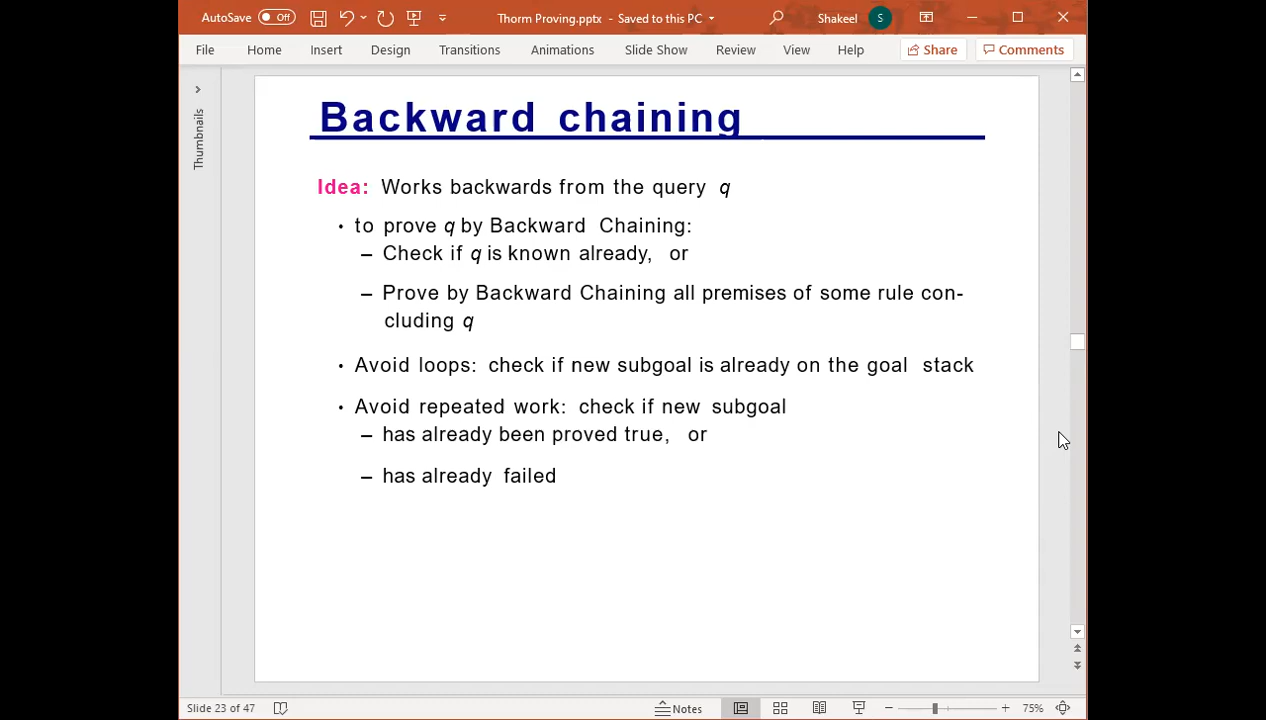 AutoSave Off Thorm Proving.pptx - Saved to this PC Shakeel S
File Home Insert Design Transitions Animations Slide Show Review View Help Share Comments
Thumbnails
Backward chaining
Idea: Works backwards from the query q
• to prove q by Backward Chaining:
– Check if q is known already, or
– Prove by Backward Chaining all premises of some rule con-
cluding q
• Avoid loops: check if new subgoal is already on the goal stack
• Avoid repeated work: check if new subgoal
– has already been proved true, or
– has already failed
Slide 23 of 47 Notes 75%